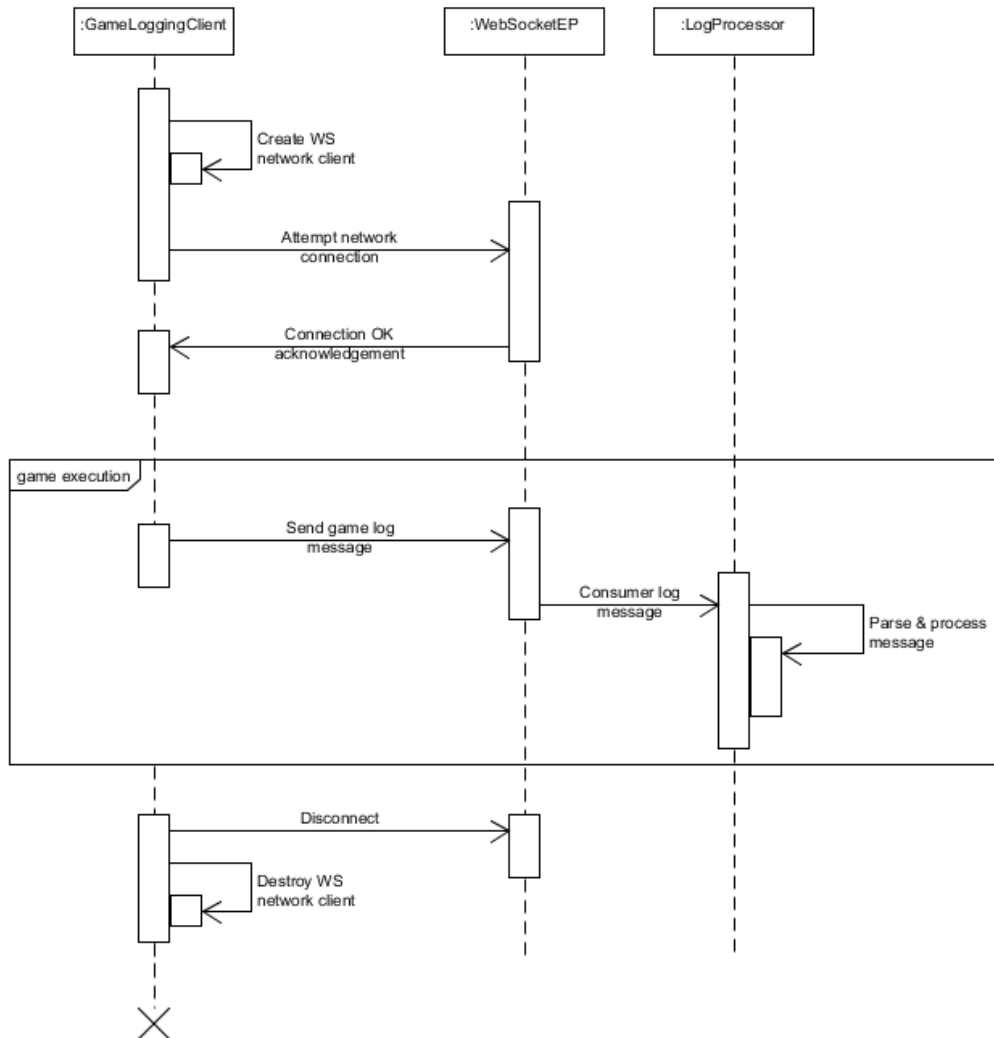 :GameLoggingClient
:WebSocketEP
:LogProcessor
Create WS
network client
Attempt network
connection
Connection OK
acknowledgement
game execution
Send game log
message
Consumer log
message
Parse & process
message
Disconnect
Destroy WS
network client